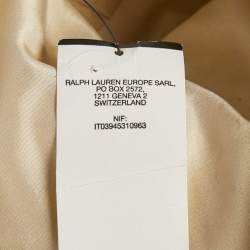 RALPH LAUREN EUROPE SARL,
PO BOX 2572,
1211 GENEVA 2
SWITZERLAND
NIF:
IT03945310963